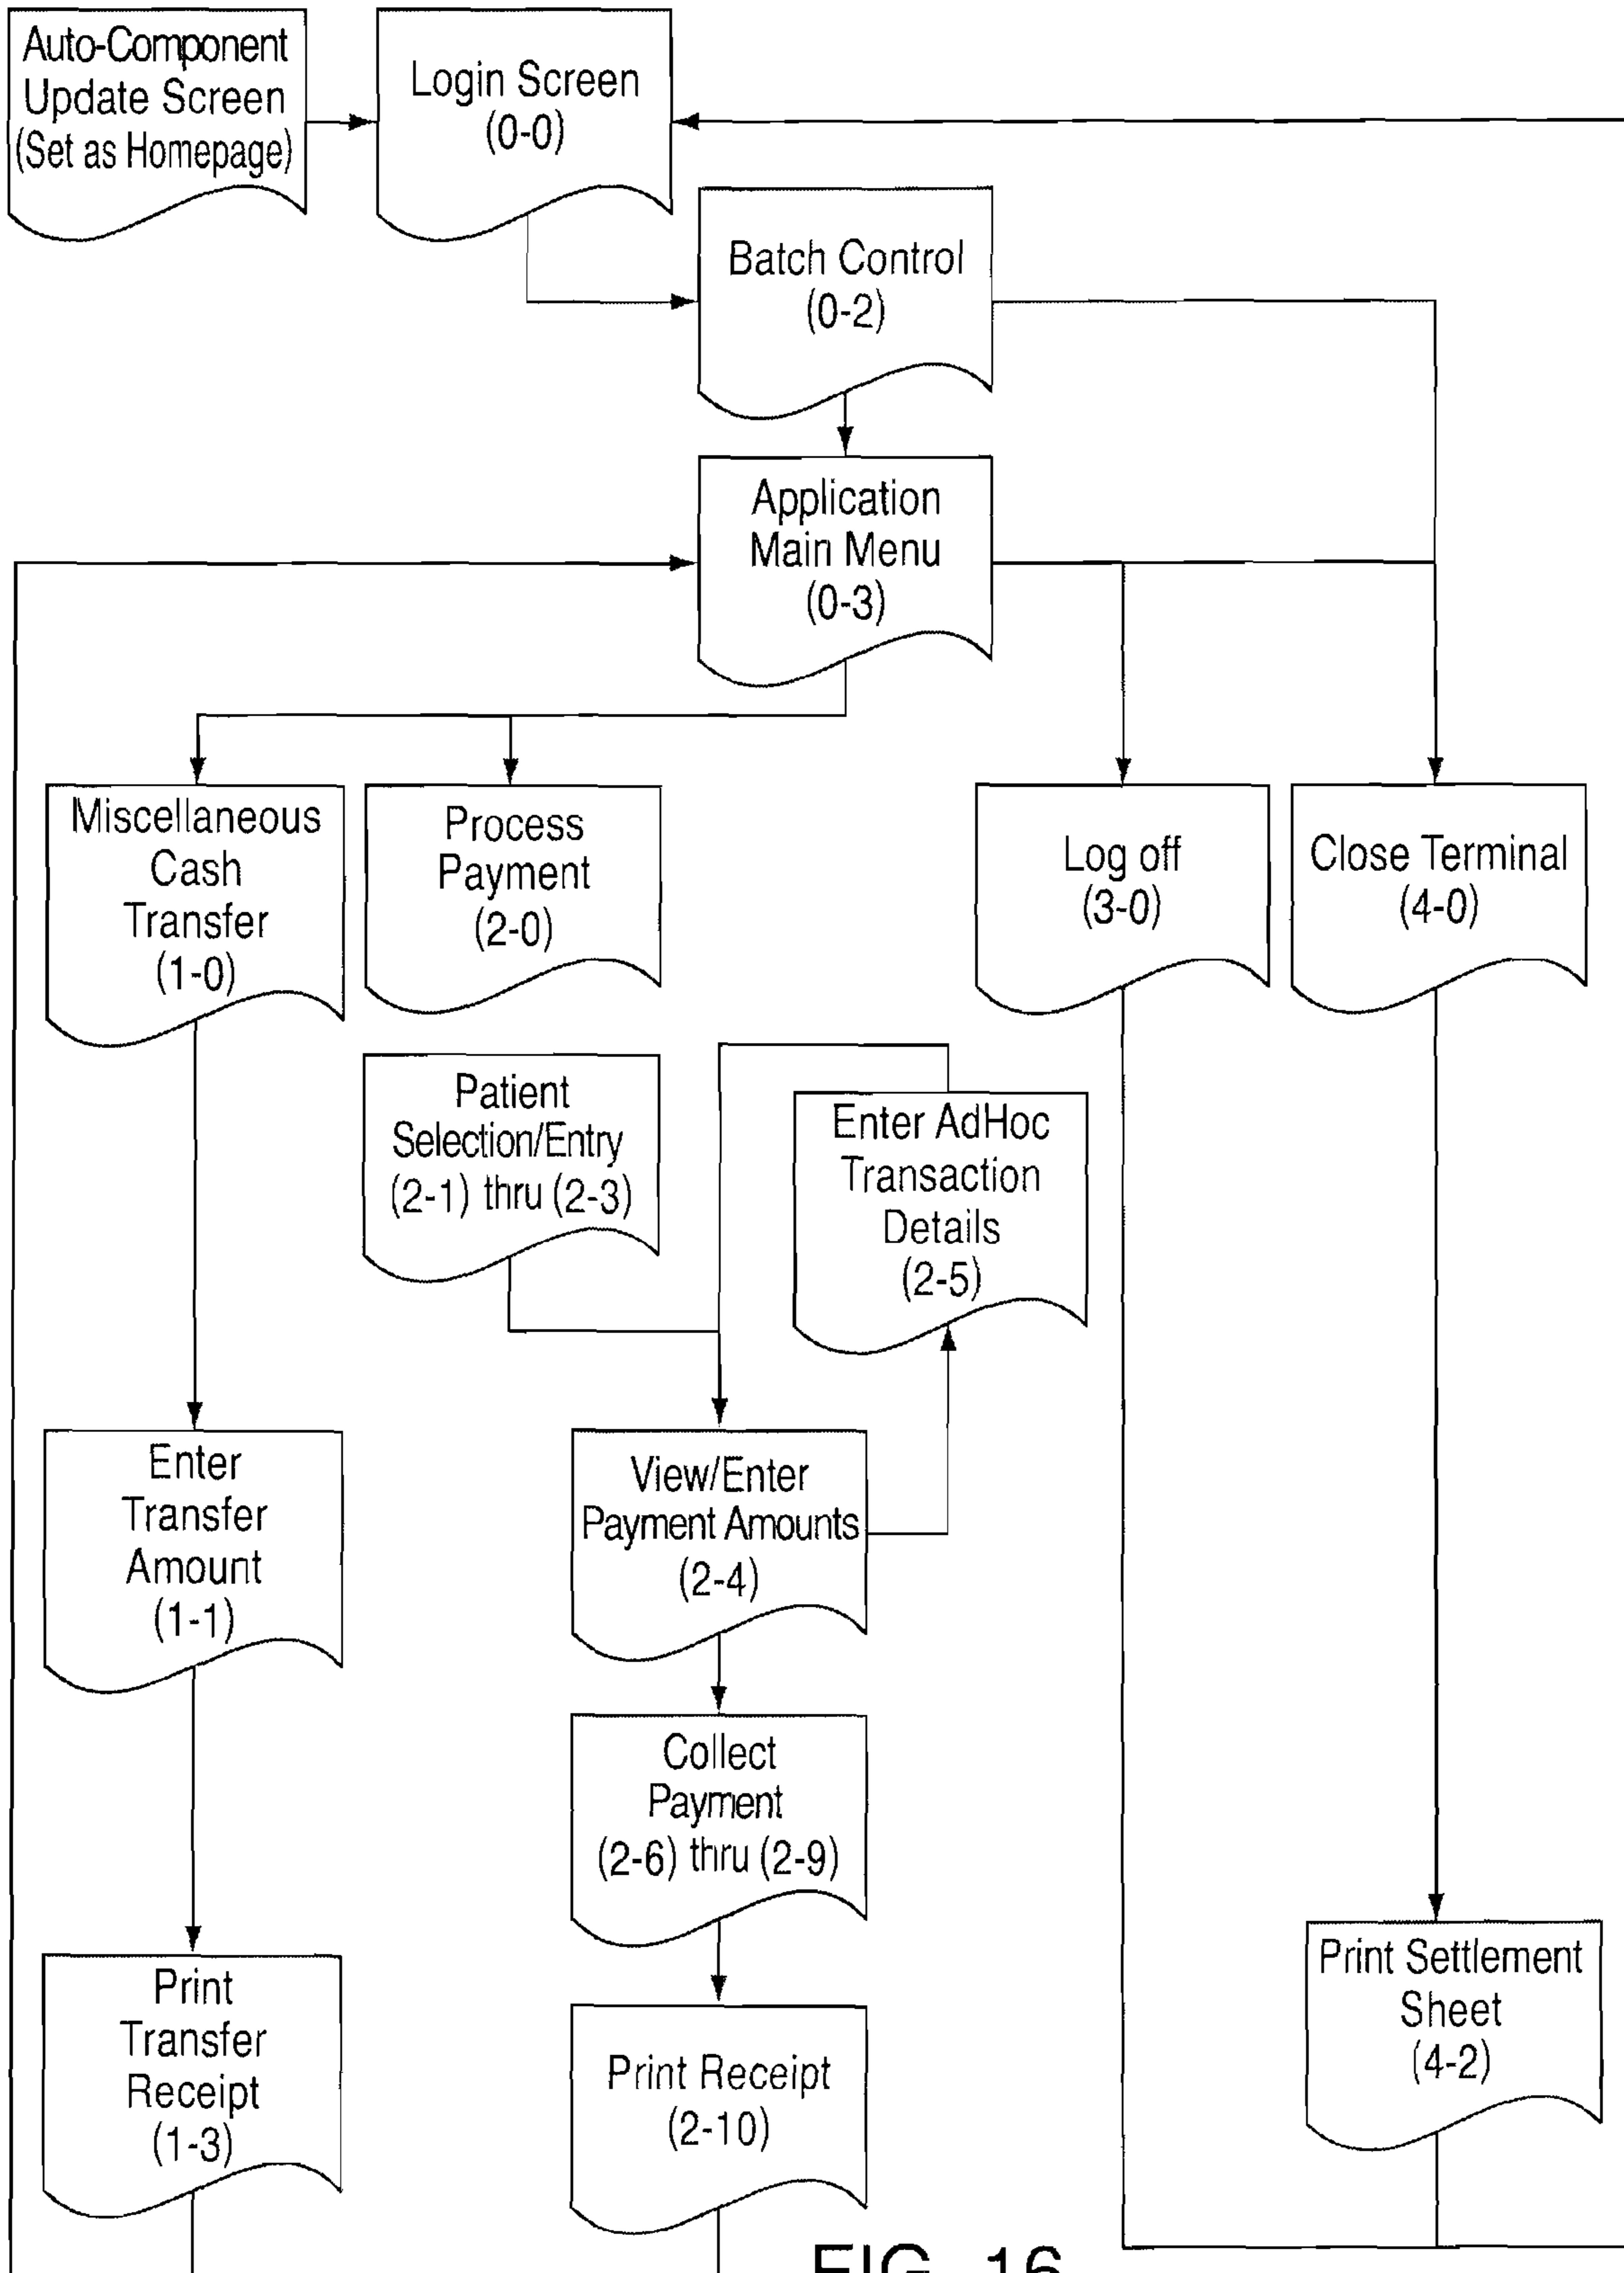 Auto-Component
Update Screen
(Set as Homepage)
Login Screen
(0-0)
Batch Control
(0-2)
Application
Main Menu
(0-3)
Miscellaneous
Cash
Transfer
(1-0)
Process
Payment
(2-0)
Log off
(3-0)
Close Terminal
(4-0)
Patient
Selection/Entry
(2-1) thru (2-3)
Enter AdHoc
Transaction
Details
(2-5)
Enter
Transfer
Amount
(1-1)
View/Enter
Payment Amounts
(2-4)
Collect
Payment
(2-6) thru (2-9)
Print
Transfer
Receipt
(1-3)
Print Receipt
(2-10)
Print Settlement
Sheet
(4-2)
FIG. 16